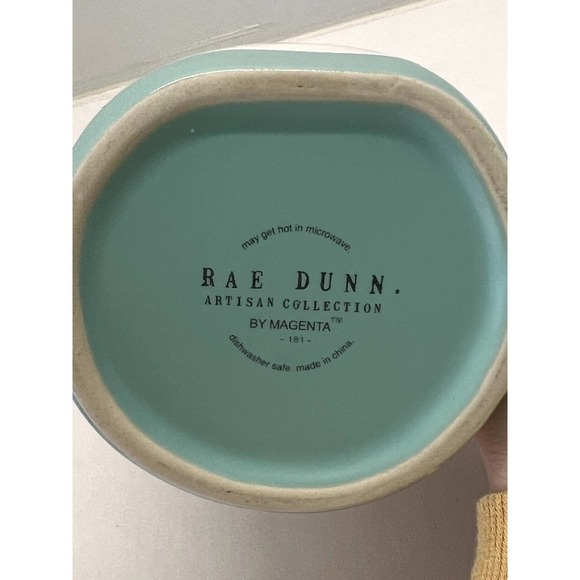 may get hot in microwave.
RAE DUNN.
ARTISAN COLLECTION
BY MAGENTA™
- 181 -
dishwasher safe. made in china.